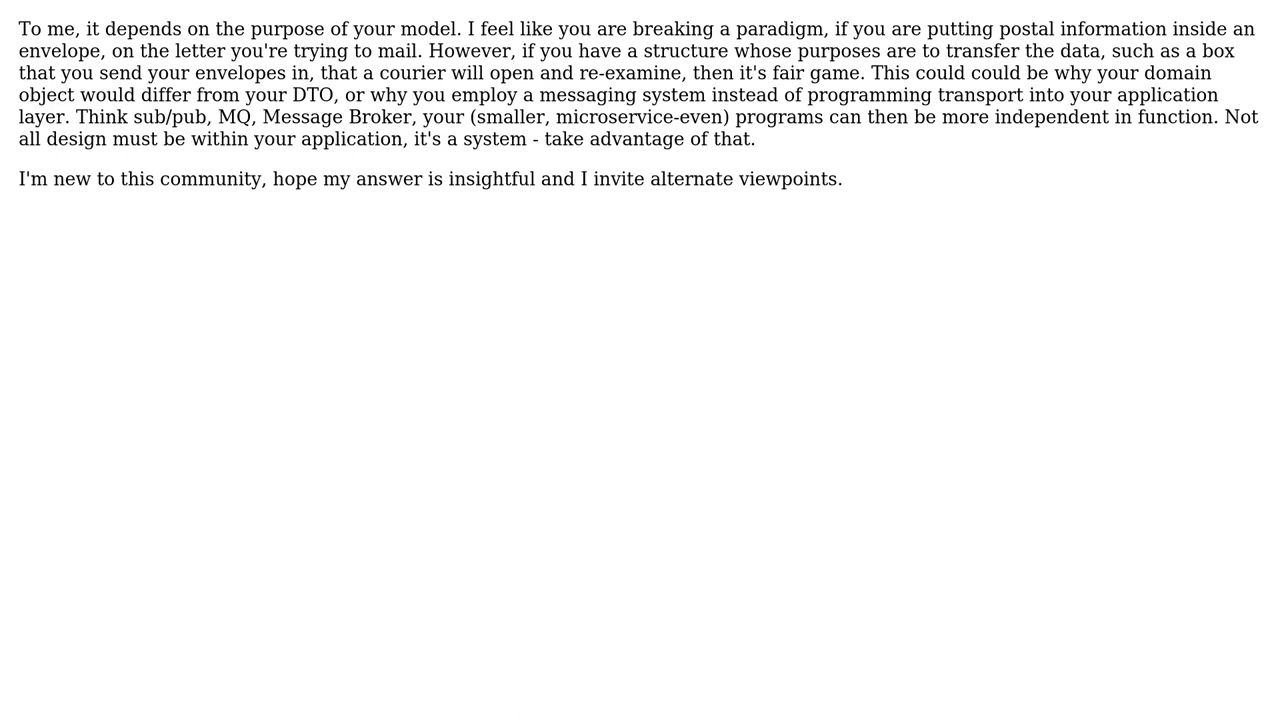 To me, it depends on the purpose of your model. I feel like you are breaking a paradigm, if you are putting postal information inside an
envelope, on the letter you're trying to mail. However, if you have a structure whose purposes are to transfer the data, such as a box
that you send your envelopes in, that a courier will open and re-examine, then it's fair game. This could could be why your domain
object would differ from your DTO, or why you employ a messaging system instead of programming transport into your application
layer. Think sub/pub, MQ, Message Broker, your (smaller, microservice-even) programs can then be more independent in function. Not
all design must be within your application, it's a system - take advantage of that.
I'm new to this community, hope my answer is insightful and I invite alternate viewpoints.